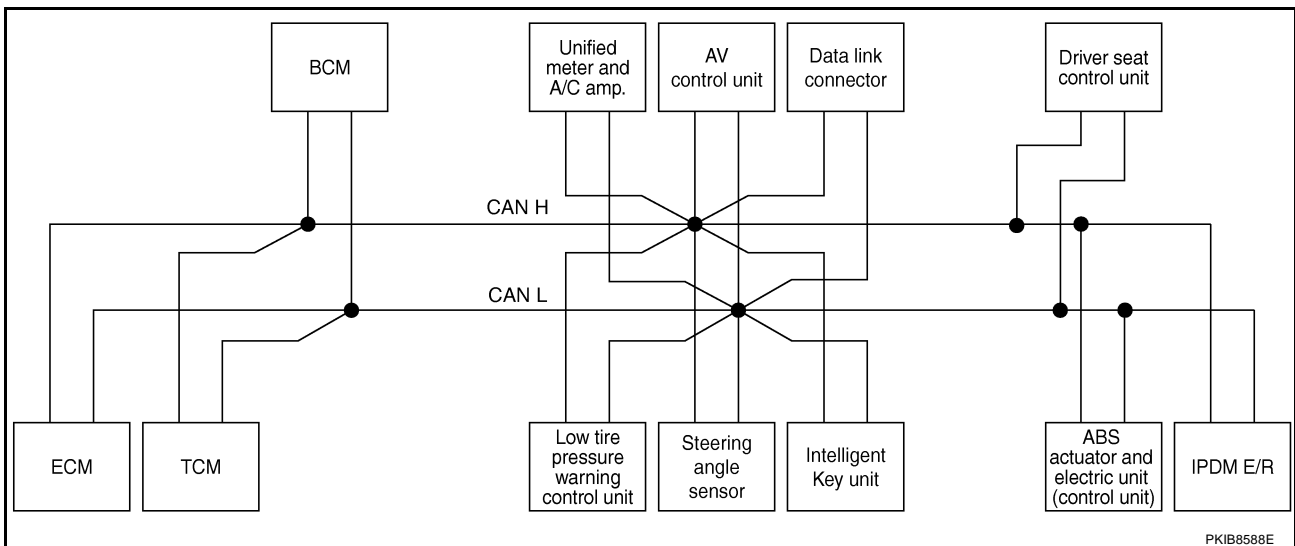 BCM
Unified
meter and
A/C amp.
AV
control unit
Data link
connector
Driver seat
control unit
CAN H
CAN L
ECM
TCM
Low tire
pressure
warning
control unit
Steering
angle
sensor
Intelligent
Key unit
ABS
actuator and
electric unit
(control unit)
IPDM E/R
PKIB8588E